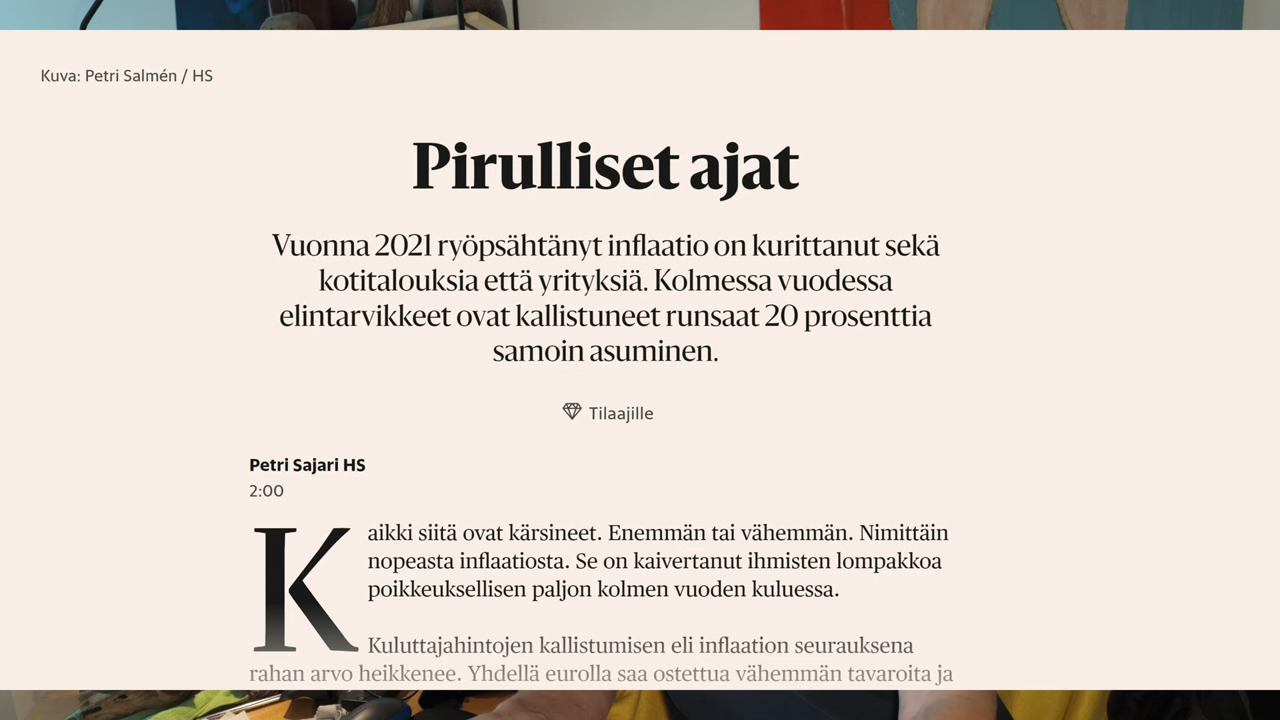 Kuva: Petri Salmén / HS
Pirulliset ajat
Vuonna 2021 ryöpsähtänyt inflaatio on kurittanut sekä
kotitalouksia että yrityksiä. Kolmessa vuodessa
elintarvikkeet ovat kallistuneet runsaat 20 prosenttia
samoin asuminen.
Tilaajille
Petri Sajari HS
2:00
Kaikki siitä ovat kärsineet. Enemmän tai vähemmän. Nimittäin
nopeasta inflaatiosta. Se on kaivertanut ihmisten lompakkoa
poikkeuksellisen paljon kolmen vuoden kuluessa.
Kuluttajahintojen kallistumisen eli inflaation seurauksena
rahan arvo heikkenee. Yhdellä eurolla saa ostettua vähemmän tavaroita ja